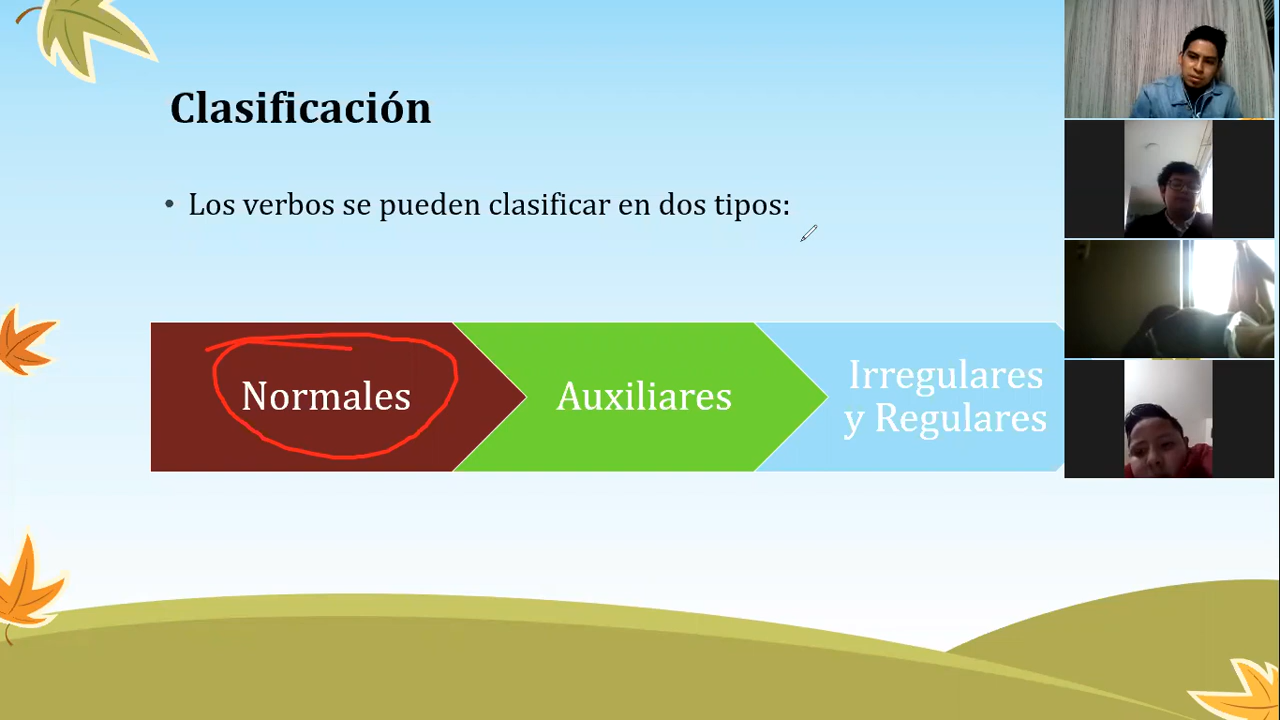 Clasificación
• Los verbos se pueden clasificar en dos tipos:
Normales
Auxiliares
Irregulares
y Regulares